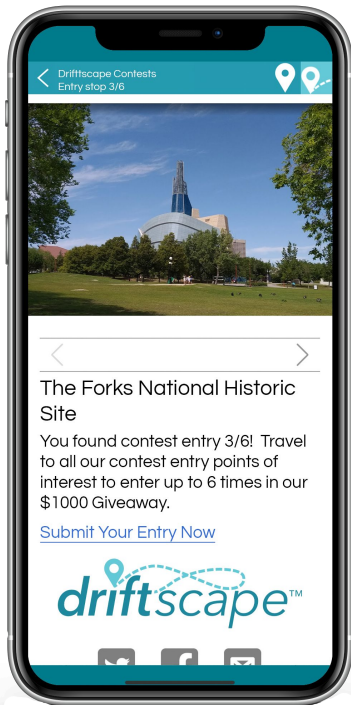 Drifttscape Contests
Entry stop 3/6
The Forks National Historic
Site
You found contest entry 3/6! Travel
to all our contest entry points of
interest to enter up to 6 times in our
$1000 Giveaway.
Submit Your Entry Now
driftscape™